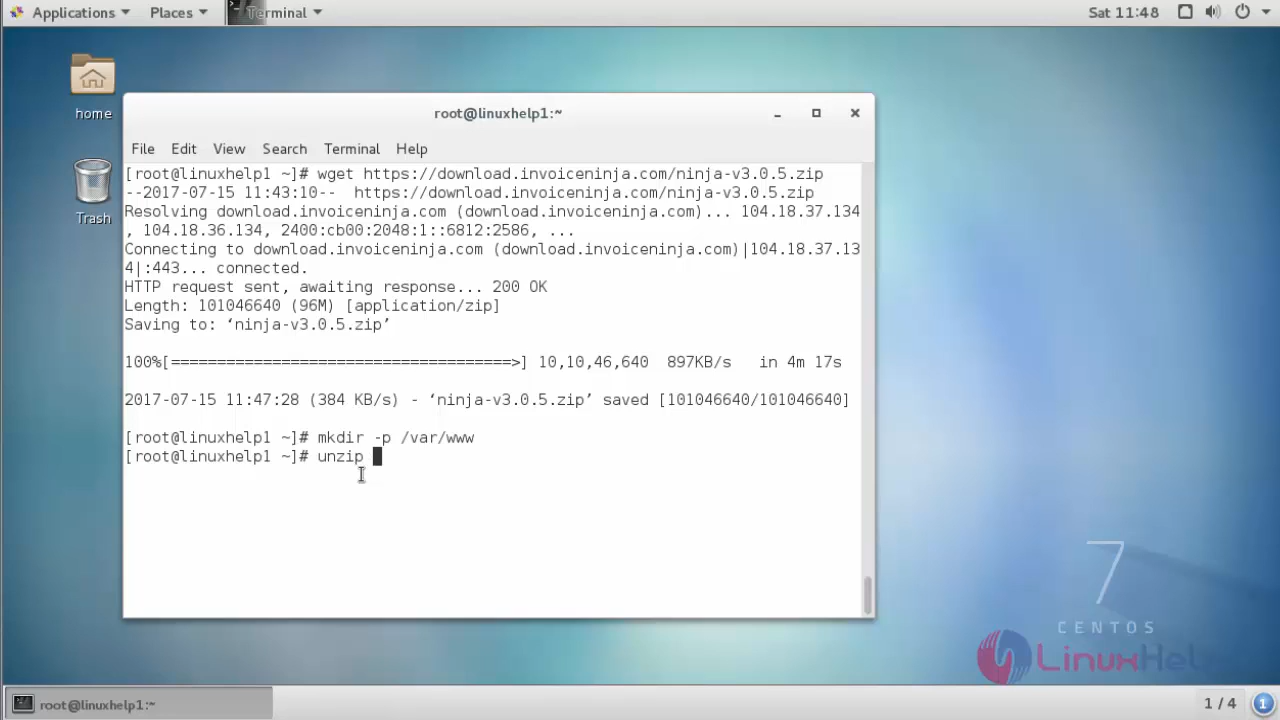 Applications Places Terminal Sat 11:48
home
Trash
root@linuxhelp1:~
File Edit View Search Terminal Help
[root@linuxhelp1 ~]# wget https://download.invoiceninja.com/ninja-v3.0.5.zip
--2017-07-15 11:43:10-- https://download.invoiceninja.com/ninja-v3.0.5.zip
Resolving download.invoiceninja.com (download.invoiceninja.com)... 104.18.37.134
, 104.18.36.134, 2400:cb00:2048:1::6812:2586, ...
Connecting to download.invoiceninja.com (download.invoiceninja.com)|104.18.37.13
4|:443... connected.
HTTP request sent, awaiting response... 200 OK
Length: 101046640 (96M) [application/zip]
Saving to: ‘ninja-v3.0.5.zip’
100%[=====================================>] 10,10,46,640 897KB/s in 4m 17s
2017-07-15 11:47:28 (384 KB/s) - ‘ninja-v3.0.5.zip’ saved [101046640/101046640]
[root@linuxhelp1 ~]# mkdir -p /var/www
[root@linuxhelp1 ~]# unzip
7
CENTOS
LinuxHelp
root@linuxhelp1:~
1 / 4
1